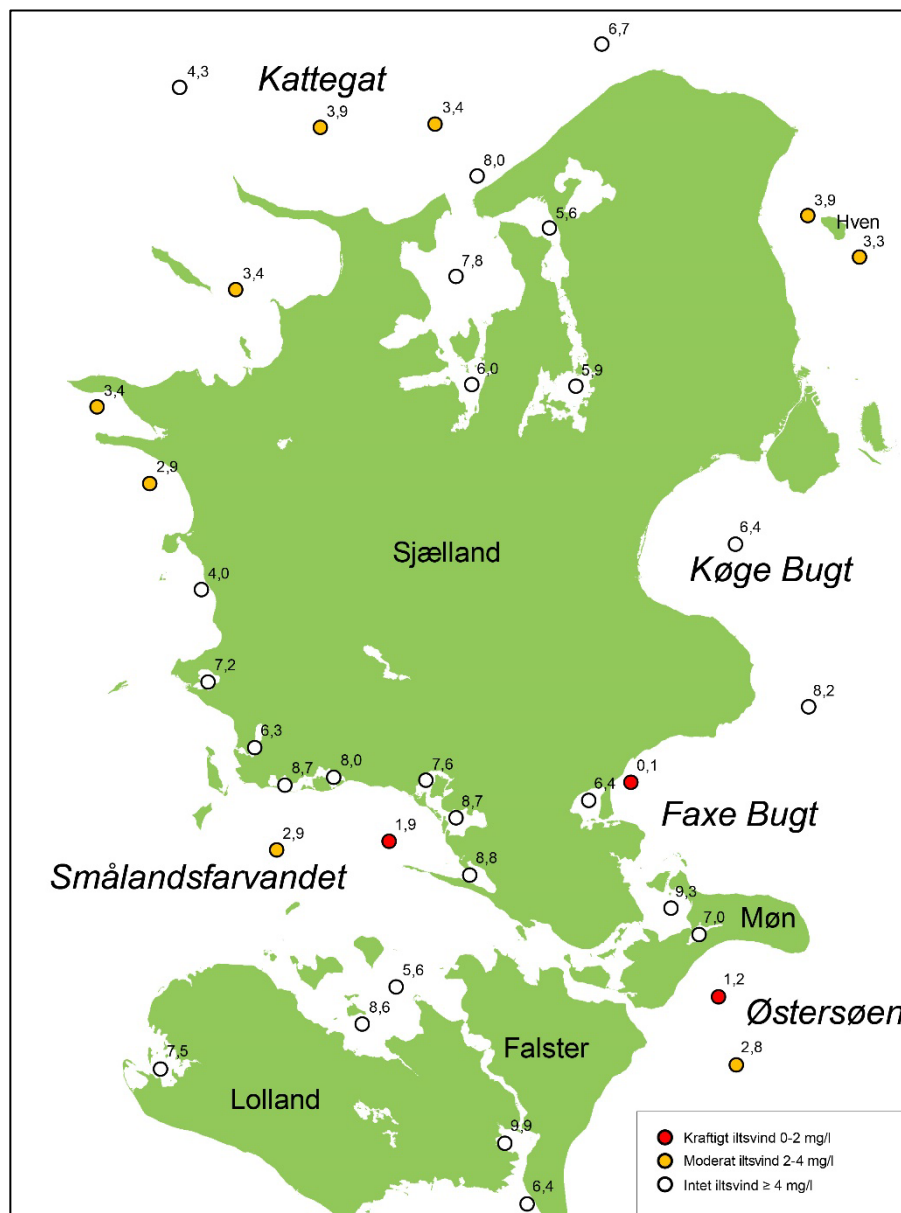 6,7
4,3
Kattegat
3,9
3,4
8,0
5,6
3,9
Hven
3,3
7,8
3,4
6,0
5,9
3,4
2,9
6,4
Sjælland
Køge Bugt
4,0
7,2
8,2
6,3
8,7
8,0
7,6
6,4
0,1
8,7
Faxe Bugt
2,9
1,9
Smålandsfarvandet
8,8
9,3
Møn
7,0
5,6
1,2
8,6
Østersøen
Falster
2,8
7,5
Lolland
9,9
6,4
Kraftigt iltsvind 0-2 mg/l
Moderat iltsvind 2-4 mg/l
Intet iltsvind ≥ 4 mg/l